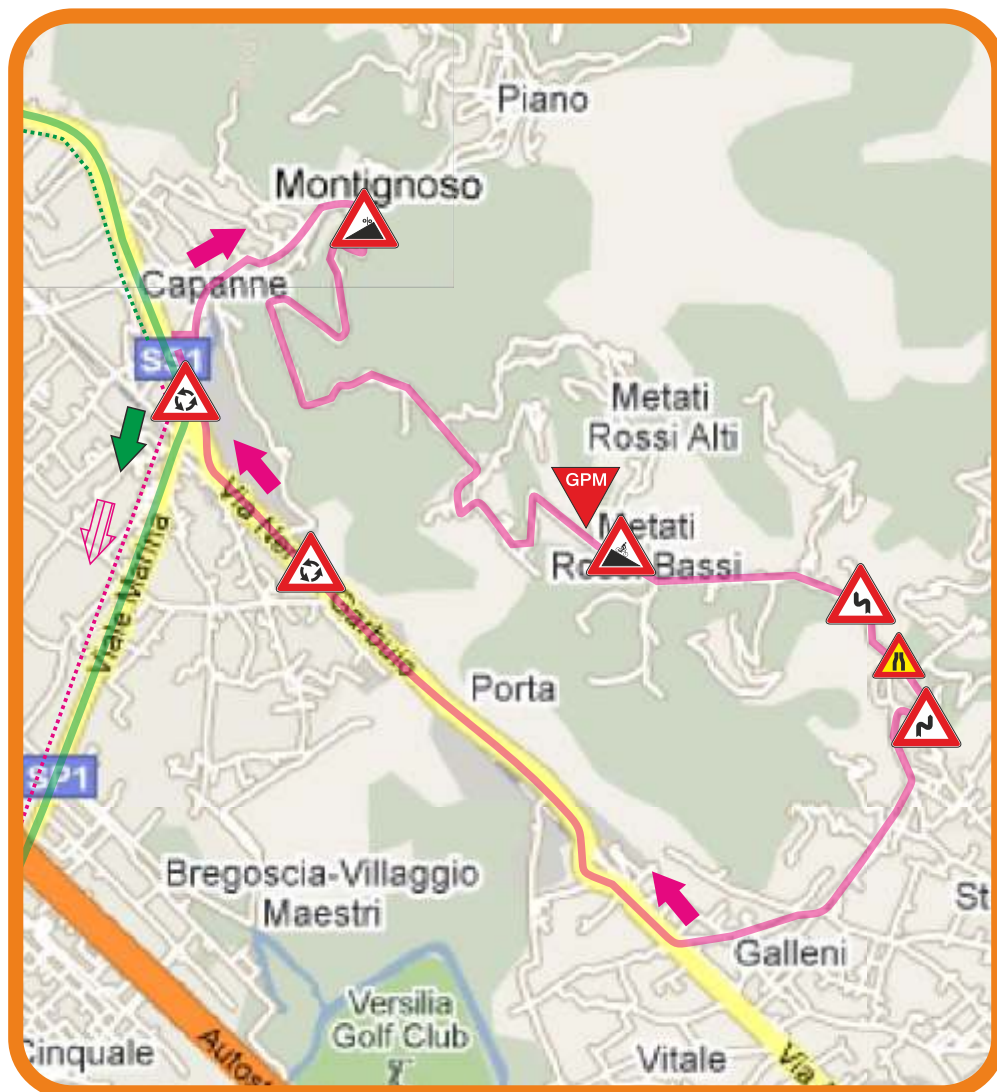 Piano
Montignoso
%
Capanne
SS1
Metati
Rossi Alti
GPM
Metati
Bassi
Viale Marina
Porta
SP1
Bregoscia-Villaggio
Maestri
Galleni
Versilia
Golf Club
Cinquale
Vitale
Via